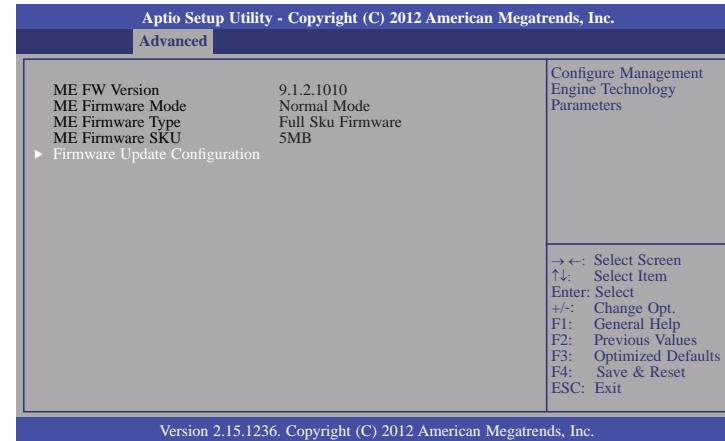 Aptio Setup Utility - Copyright (C) 2012 American Megatrends, Inc.
Advanced
ME FW Version 9.1.2.1010
ME Firmware Mode Normal Mode
ME Firmware Type Full Sku Firmware
ME Firmware SKU 5MB
► Firmware Update Configuration
Configure Management
Engine Technology
Parameters
→←: Select Screen
↑↓: Select Item
Enter: Select
+/-: Change Opt.
F1: General Help
F2: Previous Values
F3: Optimized Defaults
F4: Save & Reset
ESC: Exit
Version 2.15.1236. Copyright (C) 2012 American Megatrends, Inc.